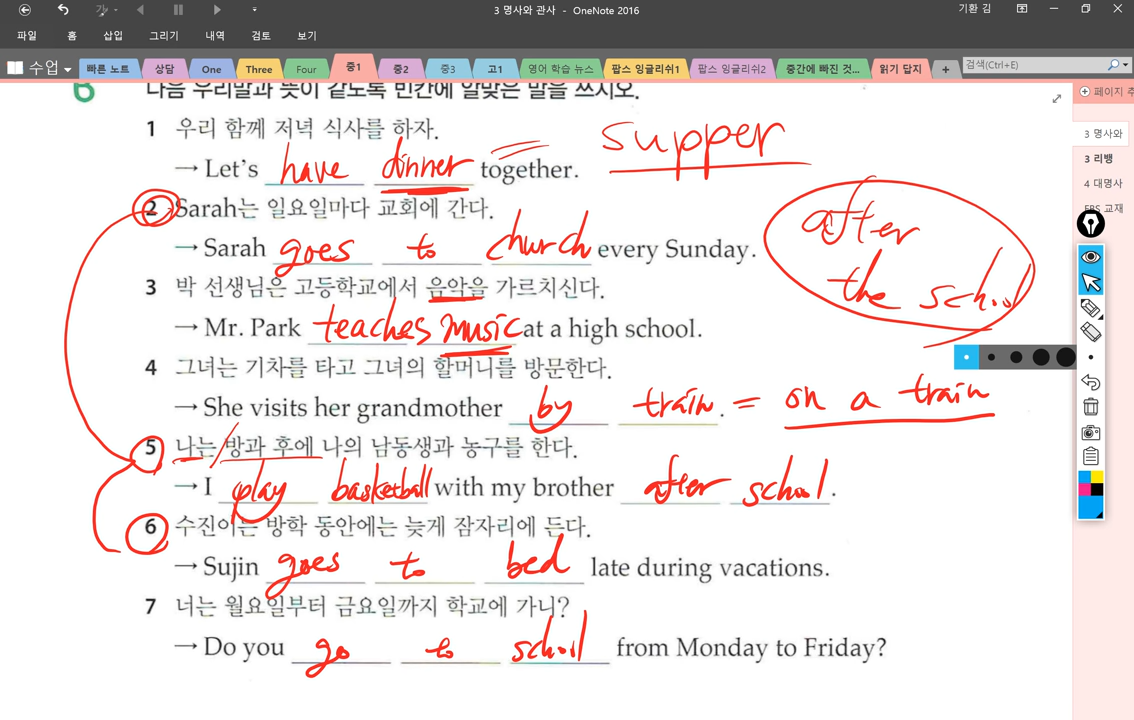 3 명사와 관사 - OneNote 2016
기환 김
파일 홈 삽입 그리기 내역 검토 보기
수업 빠른 노트 상담 One Three Four 중1 중2 중3 고1 영어 학습 뉴스 팝스 잉글리쉬1 팝스 잉글리쉬2 중간에 빠진 것... 읽기 답지 + 검색(Ctrl+E)
페이지 추
3 명사와
3 리뱅
4 대명사
EBS 교재
6 다음 우리말과 뜻이 같도록 빈칸에 알맞은 말을 쓰시오.
1 우리 함께 저녁 식사를 하자.
supper
→ Let's have dinner together.
2 Sarah는 일요일마다 교회에 간다.
after
→ Sarah goes to church every Sunday.
the school
3 박 선생님은 고등학교에서 음악을 가르치신다.
→ Mr. Park teaches music at a high school.
4 그녀는 기차를 타고 그녀의 할머니를 방문한다.
→ She visits her grandmother by train. = on a train
5 나는 / 방과 후에 나의 남동생과 농구를 한다.
→ I play basketball with my brother after school.
6 수진이는 방학 동안에는 늦게 잠자리에 든다.
→ Sujin goes to bed late during vacations.
7 너는 월요일부터 금요일까지 학교에 가니?
→ Do you go to school from Monday to Friday?